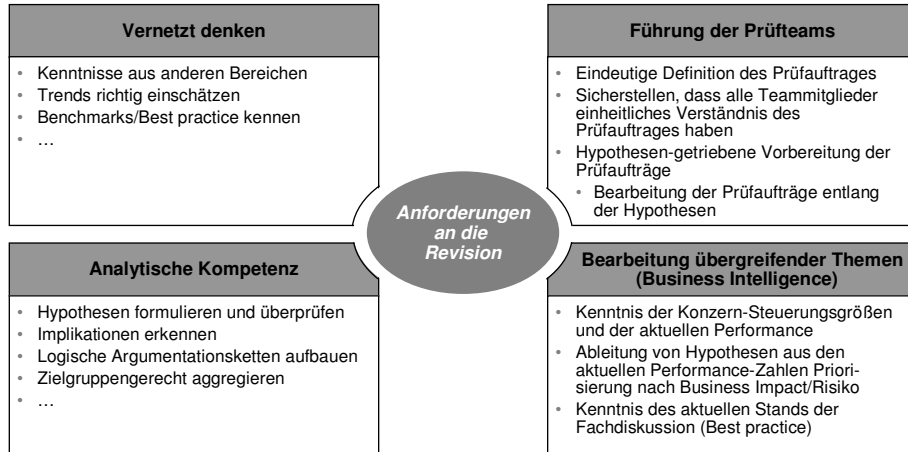 Vernetzt denken
• Kenntnisse aus anderen Bereichen
• Trends richtig einschätzen
• Benchmarks/Best practice kennen
• …
Führung der Prüfteams
• Eindeutige Definition des Prüfauftrages
• Sicherstellen, dass alle Teammitglieder
einheitliches Verständnis des
Prüfauftrages haben
• Hypothesen-getriebene Vorbereitung der
Prüfaufträge
• Bearbeitung der Prüfaufträge entlang
der Hypothesen
Anforderungen
an die
Revision
Analytische Kompetenz
• Hypothesen formulieren und überprüfen
• Implikationen erkennen
• Logische Argumentationsketten aufbauen
• Zielgruppengerecht aggregieren
• …
Bearbeitung übergreifender Themen
(Business Intelligence)
• Kenntnis der Konzern-Steuerungsgrößen
und der aktuellen Performance
• Ableitung von Hypothesen aus den
aktuellen Performance-Zahlen Priori-
sierung nach Business Impact/Risiko
• Kenntnis des aktuellen Stands der
Fachdiskussion (Best practice)